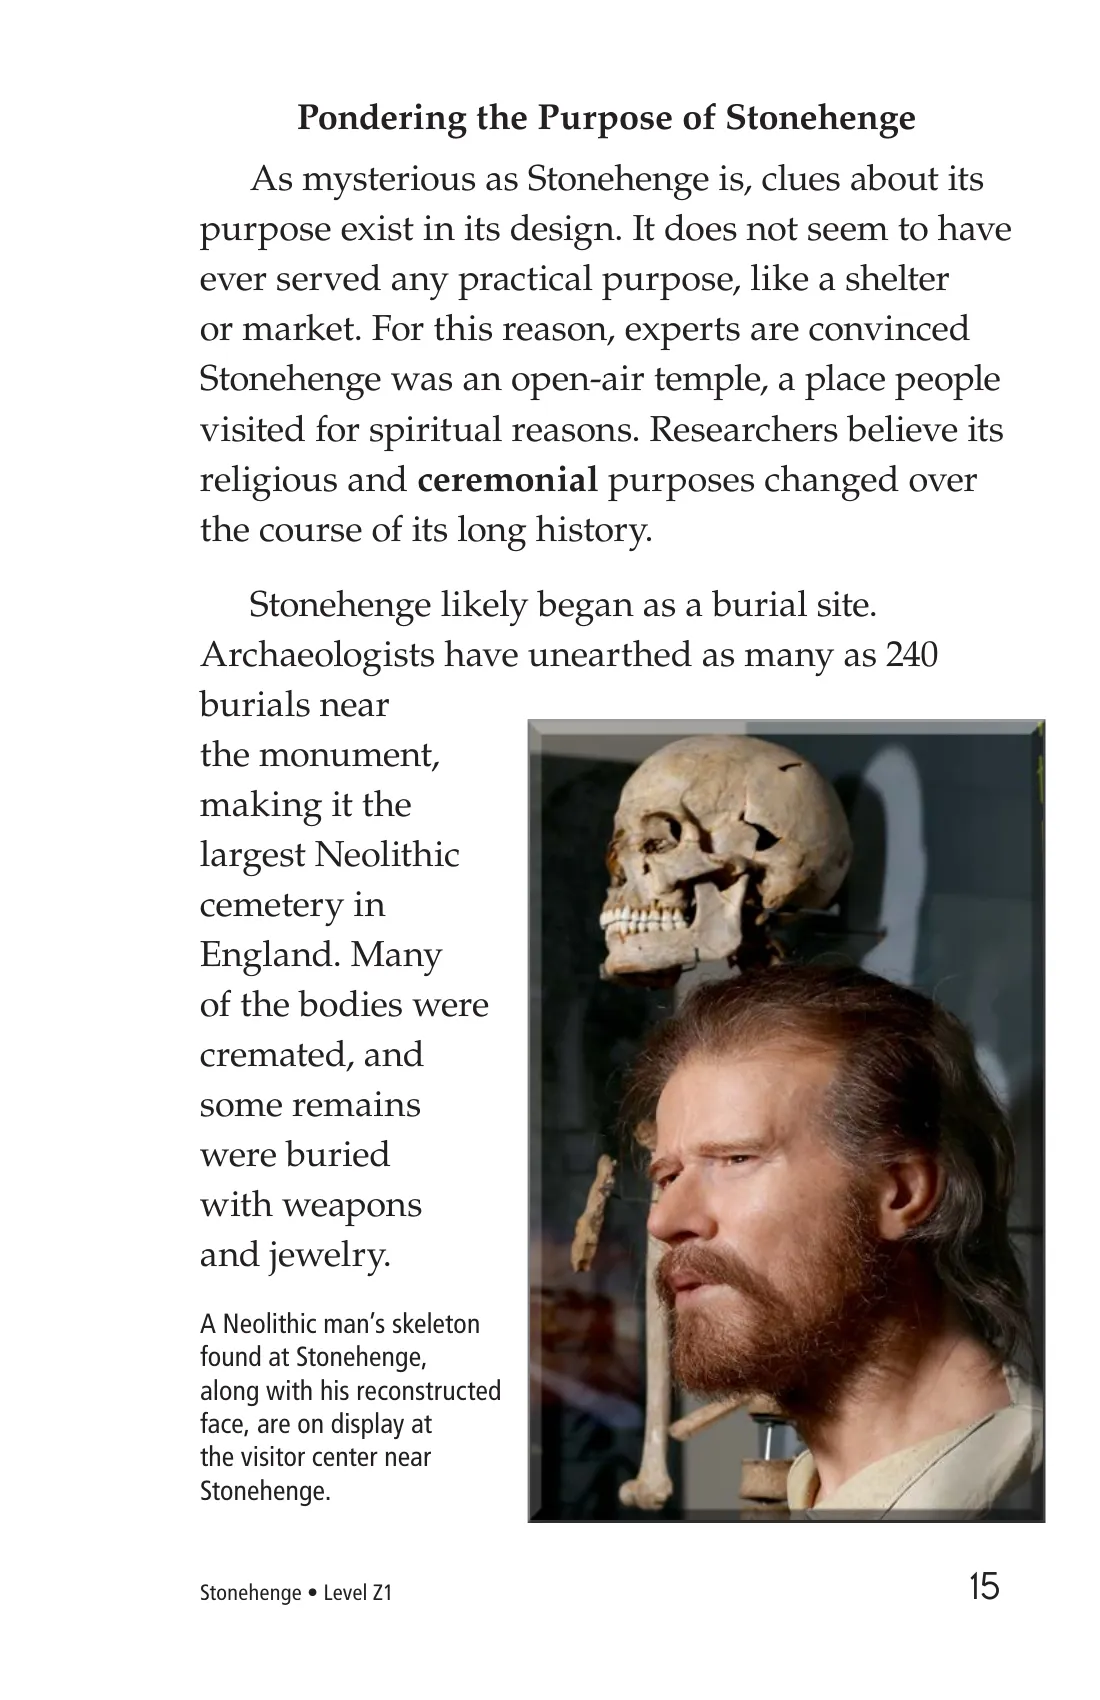 Pondering the Purpose of Stonehenge
As mysterious as Stonehenge is, clues about its
purpose exist in its design. It does not seem to have
ever served any practical purpose, like a shelter
or market. For this reason, experts are convinced
Stonehenge was an open-air temple, a place people
visited for spiritual reasons. Researchers believe its
religious and ceremonial purposes changed over
the course of its long history.
Stonehenge likely began as a burial site.
Archaeologists have unearthed as many as 240
burials near
the monument,
making it the
largest Neolithic
cemetery in
England. Many
of the bodies were
cremated, and
some remains
were buried
with weapons
and jewelry.
A Neolithic man’s skeleton
found at Stonehenge,
along with his reconstructed
face, are on display at
the visitor center near
Stonehenge.
Stonehenge • Level Z1
15